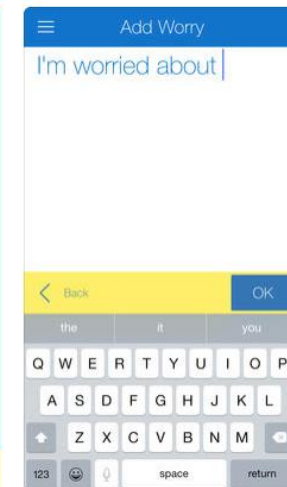 Add Worry
I'm worried about
Back OK
the it you
Q W E R T Y U I O P
A S D F G H J K L
Z X C V B N M
123 space return